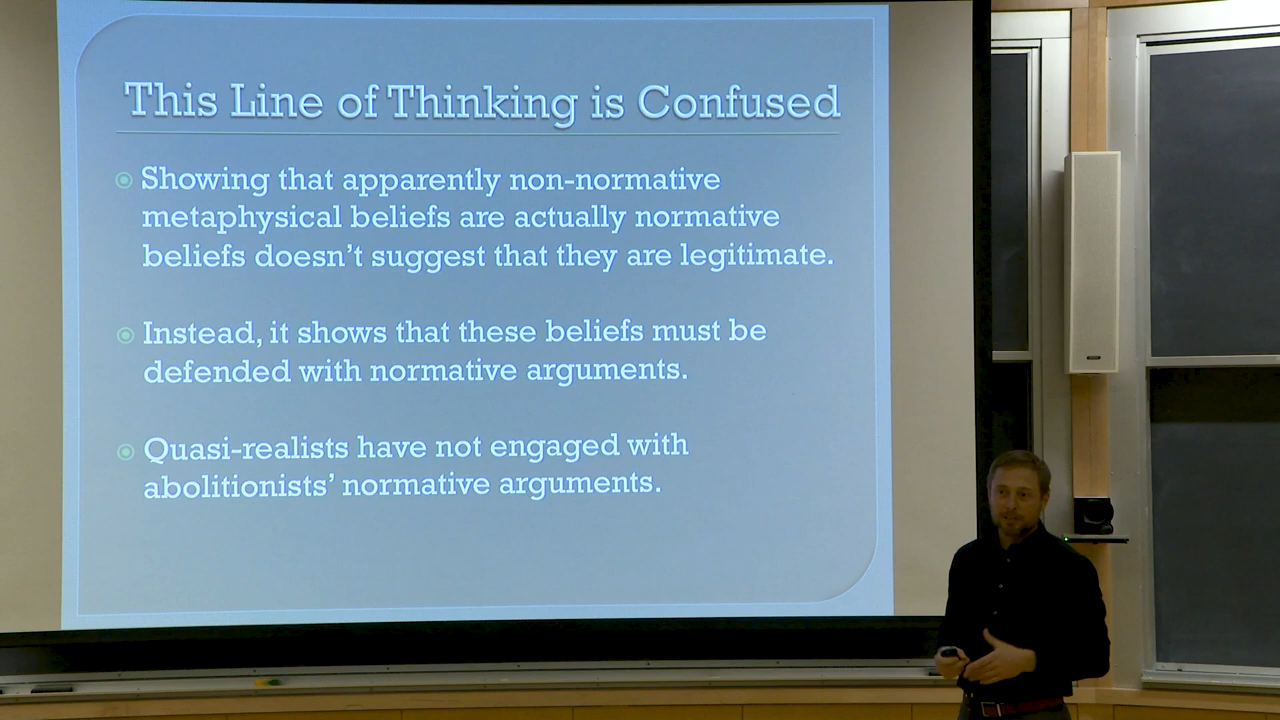 This Line of Thinking is Confused
Showing that apparently non-normative
metaphysical beliefs are actually normative
beliefs doesn't suggest that they are legitimate.
Instead, it shows that these beliefs must be
defended with normative arguments.
Quasi-realists have not engaged with
abolitionists' normative arguments.